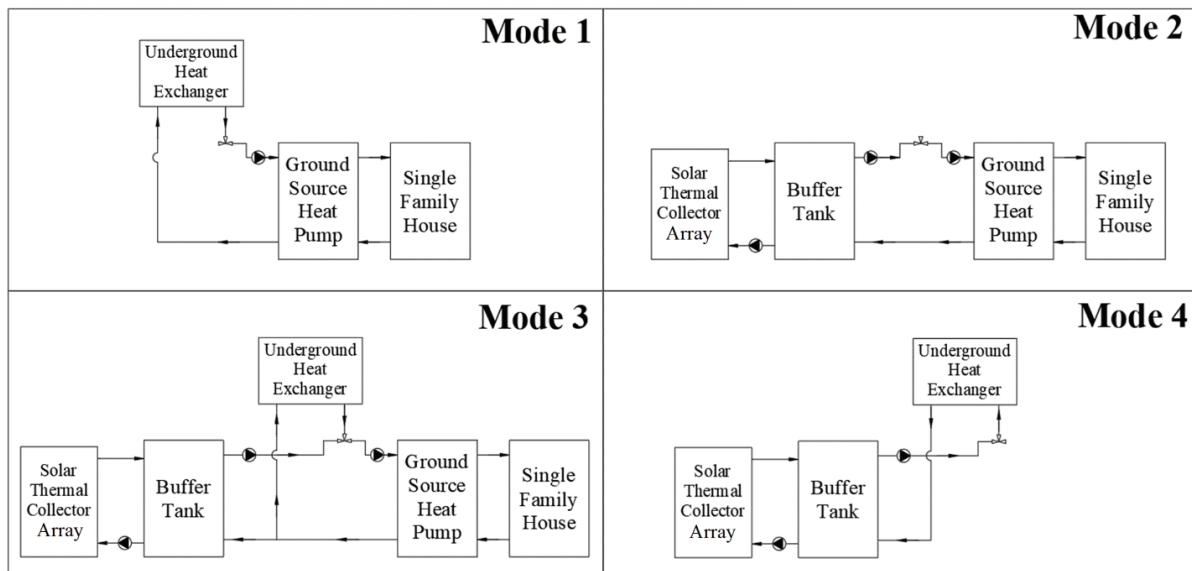 Mode 1
Underground
Heat
Exchanger
Ground
Source
Heat
Pump
Single
Family
House
Mode 2
Solar
Thermal
Collector
Array
Buffer
Tank
Ground
Source
Heat
Pump
Single
Family
House
Mode 3
Underground
Heat
Exchanger
Solar
Thermal
Collector
Array
Buffer
Tank
Ground
Source
Heat
Pump
Single
Family
House
Mode 4
Underground
Heat
Exchanger
Solar
Thermal
Collector
Array
Buffer
Tank